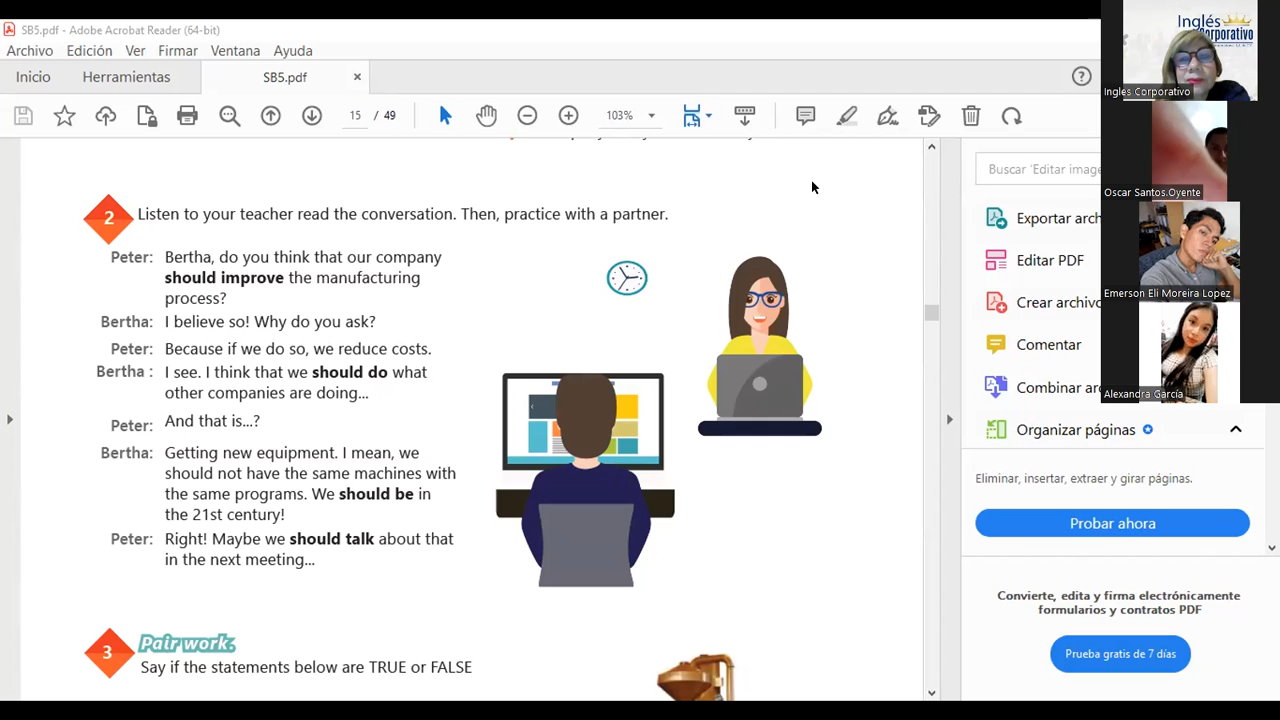 SB5.pdf - Adobe Acrobat Reader (64-bit)
Archivo Edición Ver Firmar Ventana Ayuda
Inicio Herramientas SB5.pdf ×
15 / 49 103%
2 Listen to your teacher read the conversation. Then, practice with a partner.
Peter: Bertha, do you think that our company
should improve the manufacturing
process?
Bertha: I believe so! Why do you ask?
Peter: Because if we do so, we reduce costs.
Bertha : I see. I think that we should do what
other companies are doing...
Peter: And that is...?
Bertha: Getting new equipment. I mean, we
should not have the same machines with
the same programs. We should be in
the 21st century!
Peter: Right! Maybe we should talk about that
in the next meeting...
3 Pair work.
Say if the statements below are TRUE or FALSE
Buscar 'Editar image
Exportar arch
Editar PDF
Crear archivo
Comentar
Combinar ar
Organizar páginas
Eliminar, insertar, extraer y girar páginas.
Probar ahora
Convierte, edita y firma electrónicamente
formularios y contratos PDF
Prueba gratis de 7 días
Inglés
Corporativo
Ingles Corporativo
Oscar Santos.Oyente
Emerson Eli Moreira Lopez
Alexandra García